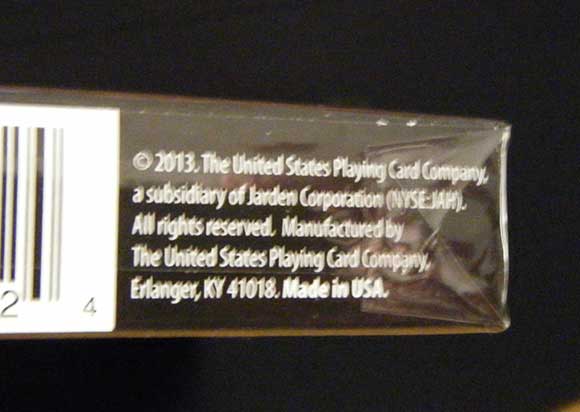 © 2013. The United States Playing Card Company,
a subsidiary of Jarden Corporation (NYSE:JAH).
All rights reserved. Manufactured by
The United States Playing Card Company,
Erlanger, KY 41018. Made in USA.
2 4